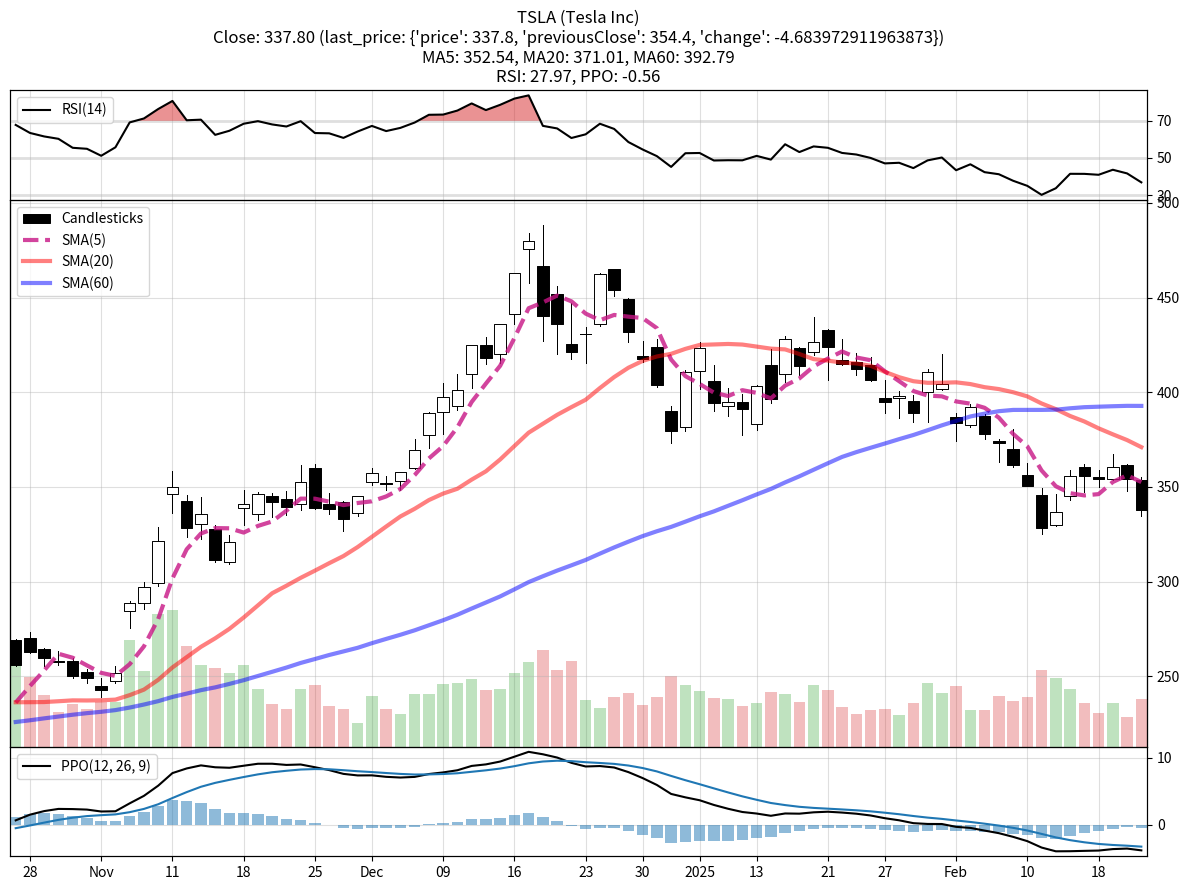 TSLA (Tesla Inc)
Close: 337.80 (last_price: {'price': 337.8, 'previousClose': 354.4, 'change': -4.683972911963873})
MA5: 352.54, MA20: 371.01, MA60: 392.79
RSI: 27.97, PPO: -0.56
RSI(14)
70
50
30
Candlesticks
SMA(5)
SMA(20)
SMA(60)
500
450
400
350
300
250
PPO(12, 26, 9)
10
0
28 Nov 11 18 25 Dec 09 16 23 30 2025 13 21 27 Feb 10 18